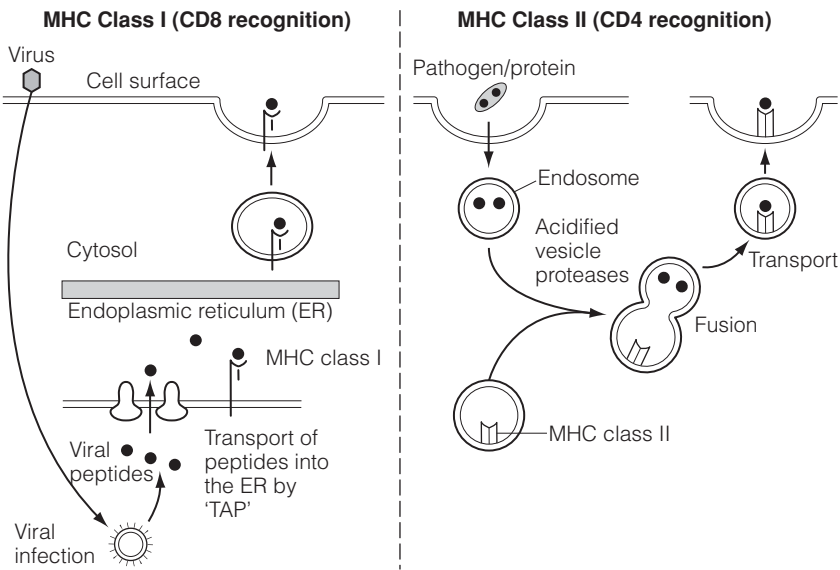 MHC Class I (CD8 recognition)
Virus
Cell surface
Cytosol
Endoplasmic reticulum (ER)
MHC class I
Viral
peptides
Transport of
peptides into
the ER by
‘TAP’
Viral
infection
MHC Class II (CD4 recognition)
Pathogen/protein
Endosome
Acidified
vesicle
proteases
Transport
Fusion
MHC class II